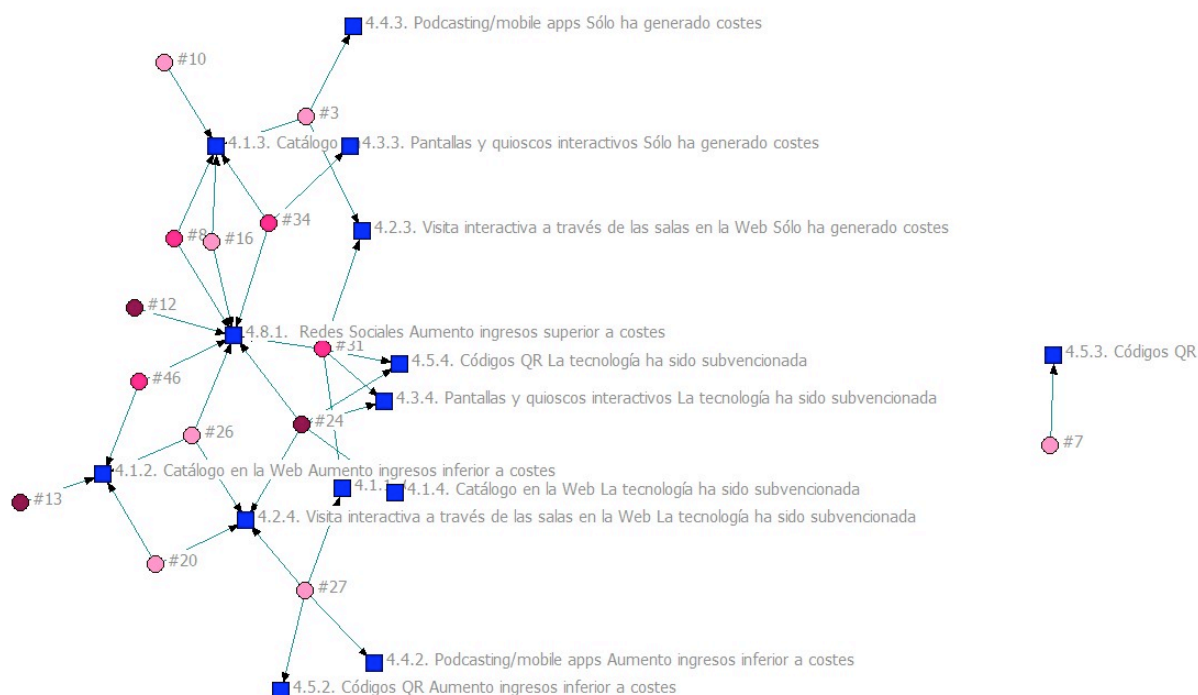 4.4.3. Podcasting/mobile apps Sólo ha generado costes
#10
#3
4.1.3. Catálogo
4.3.3. Pantallas y quioscos interactivos Sólo ha generado costes
#34
#8
#16
4.2.3. Visita interactiva a través de las salas en la Web Sólo ha generado costes
#12
4.8.1. Redes Sociales Aumento ingresos superior a costes
#31
4.5.3. Códigos QR
4.5.4. Códigos QR La tecnología ha sido subvencionada
#46
4.3.4. Pantallas y quioscos interactivos La tecnología ha sido subvencionada
#24
#26
#7
4.1.2. Catálogo en la Web Aumento ingresos inferior a costes
4.1.4. Catálogo en la Web La tecnología ha sido subvencionada
#13
4.2.4. Visita interactiva a través de las salas en la Web La tecnología ha sido subvencionada
#20
#27
4.4.2. Podcasting/mobile apps Aumento ingresos inferior a costes
4.5.2. Códigos QR Aumento ingresos inferior a costes